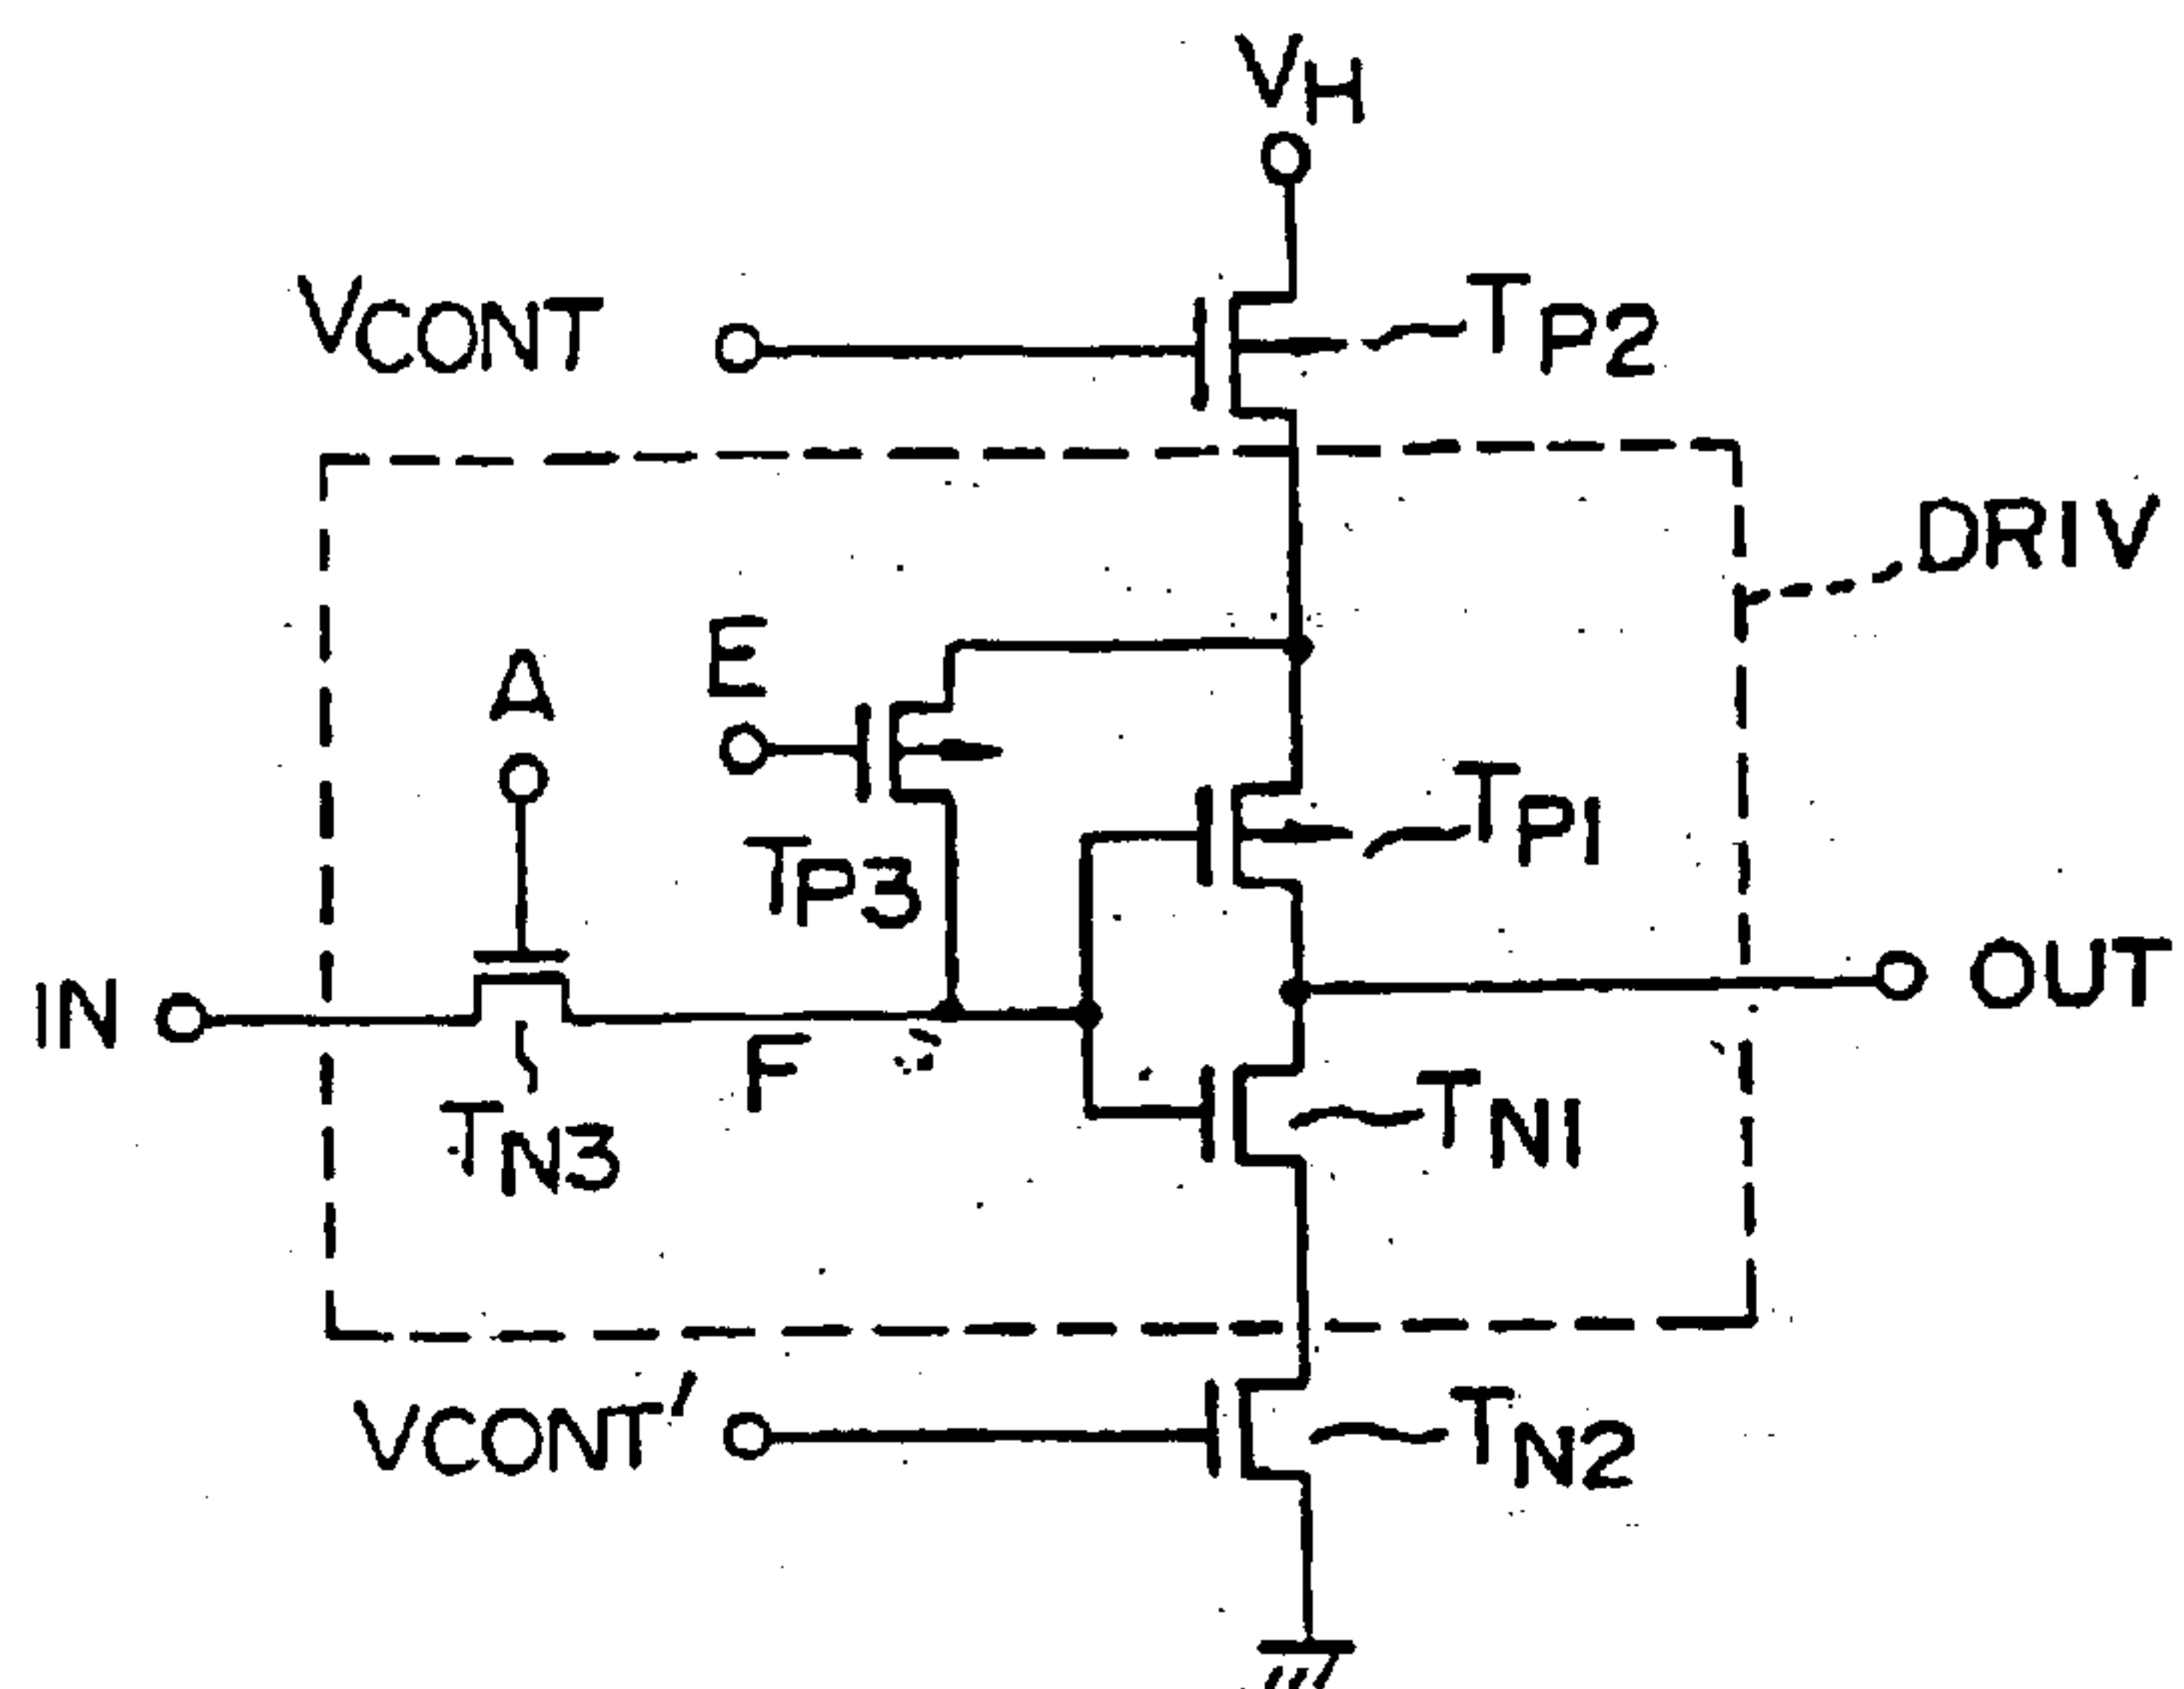 VH
VCONT
TP2
DRIV
E
A
TP1
TP3
IN
OUT
F
TN1
TN3
VCONT'
TN2